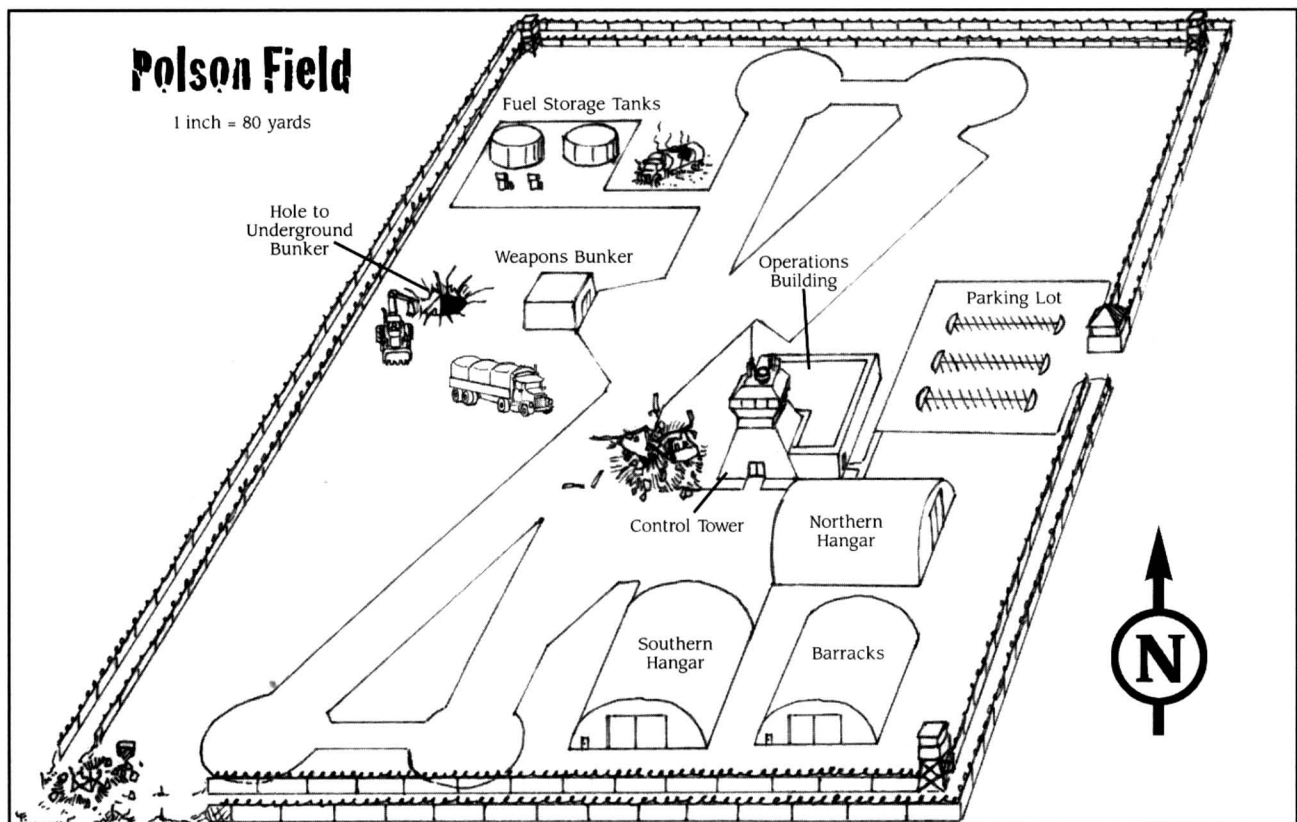 Polson Field
1 inch = 80 yards
Fuel Storage Tanks
Hole to
Underground
Bunker
Weapons Bunker
Operations
Building
Parking Lot
Control Tower
Northern
Hangar
Southern
Hangar
Barracks
N